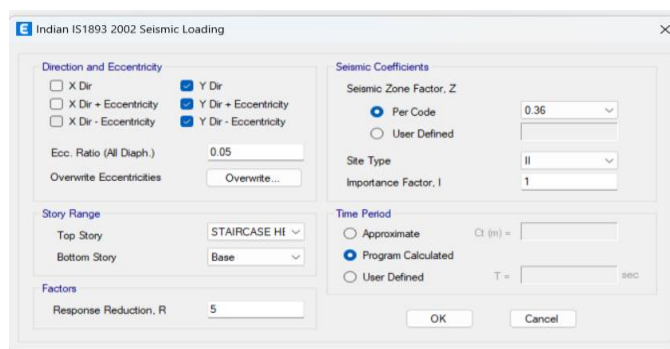 E Indian IS1893 2002 Seismic Loading
Direction and Eccentricity
X Dir
Y Dir
X Dir + Eccentricity
Y Dir + Eccentricity
X Dir - Eccentricity
Y Dir - Eccentricity
Ecc. Ratio (All Diaph.)
0.05
Overwrite Eccentricities
Overwrite...
Story Range
Top Story
STAIRCASE HE
Bottom Story
Base
Factors
Response Reduction, R
5
Seismic Coefficients
Seismic Zone Factor, Z
Per Code
0.36
User Defined
Site Type
II
Importance Factor, I
1
Time Period
Approximate
Ct (m) =
Program Calculated
User Defined
T =
sec
OK
Cancel